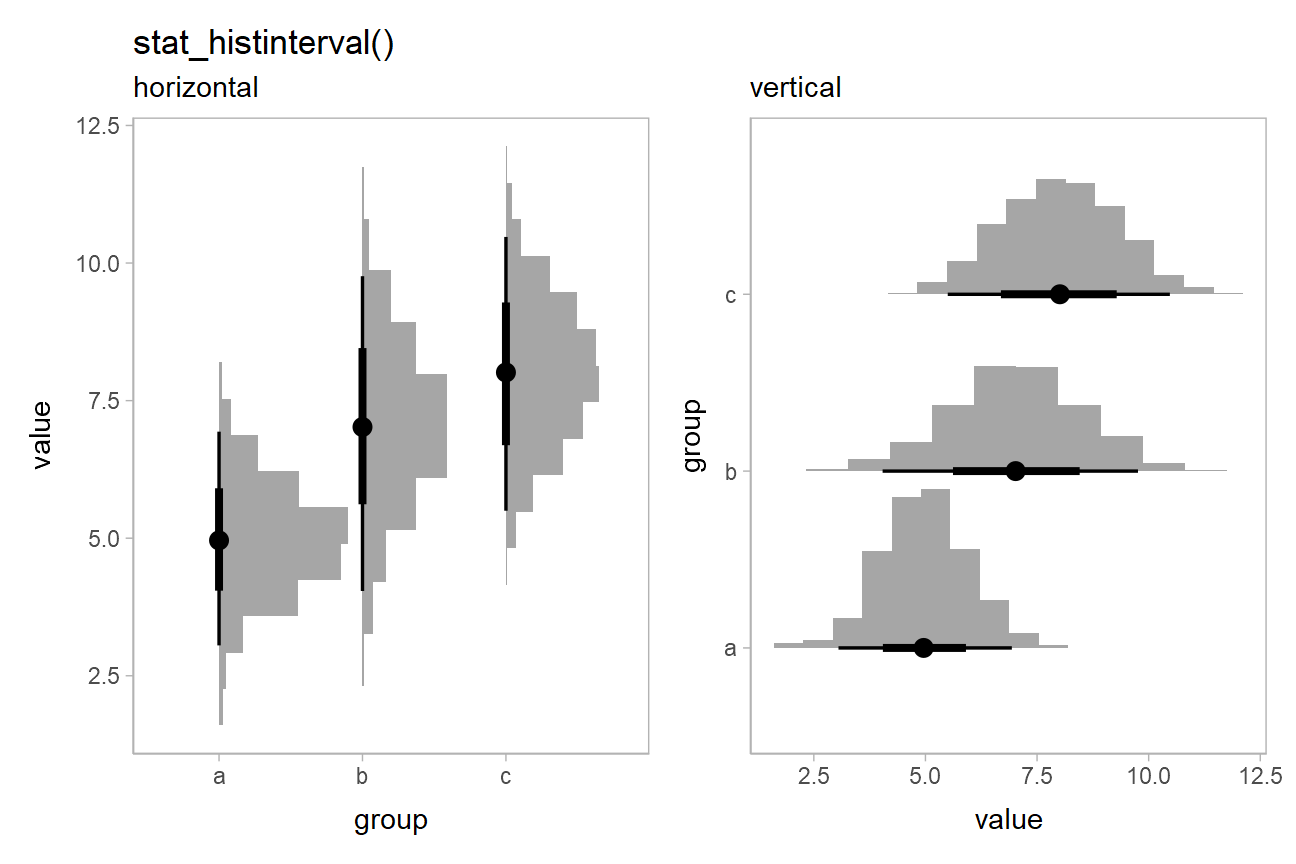 stat_histinterval()
horizontal
12.5
10.0
7.5
5.0
2.5
value
a b c
group
vertical
c
b
a
group
2.5 5.0 7.5 10.0 12.5
value